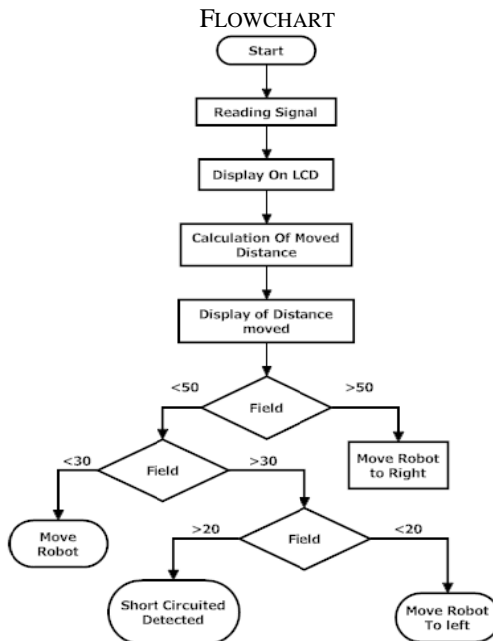 FLOWCHART
Start
Reading Signal
Display On LCD
Calculation Of Moved
Distance
Display of Distance
moved
<50
>50
Field
<30
Field
>30
Move Robot
to Right
Move
Robot
>20
Field
<20
Short Circuited
Detected
Move Robot
To left